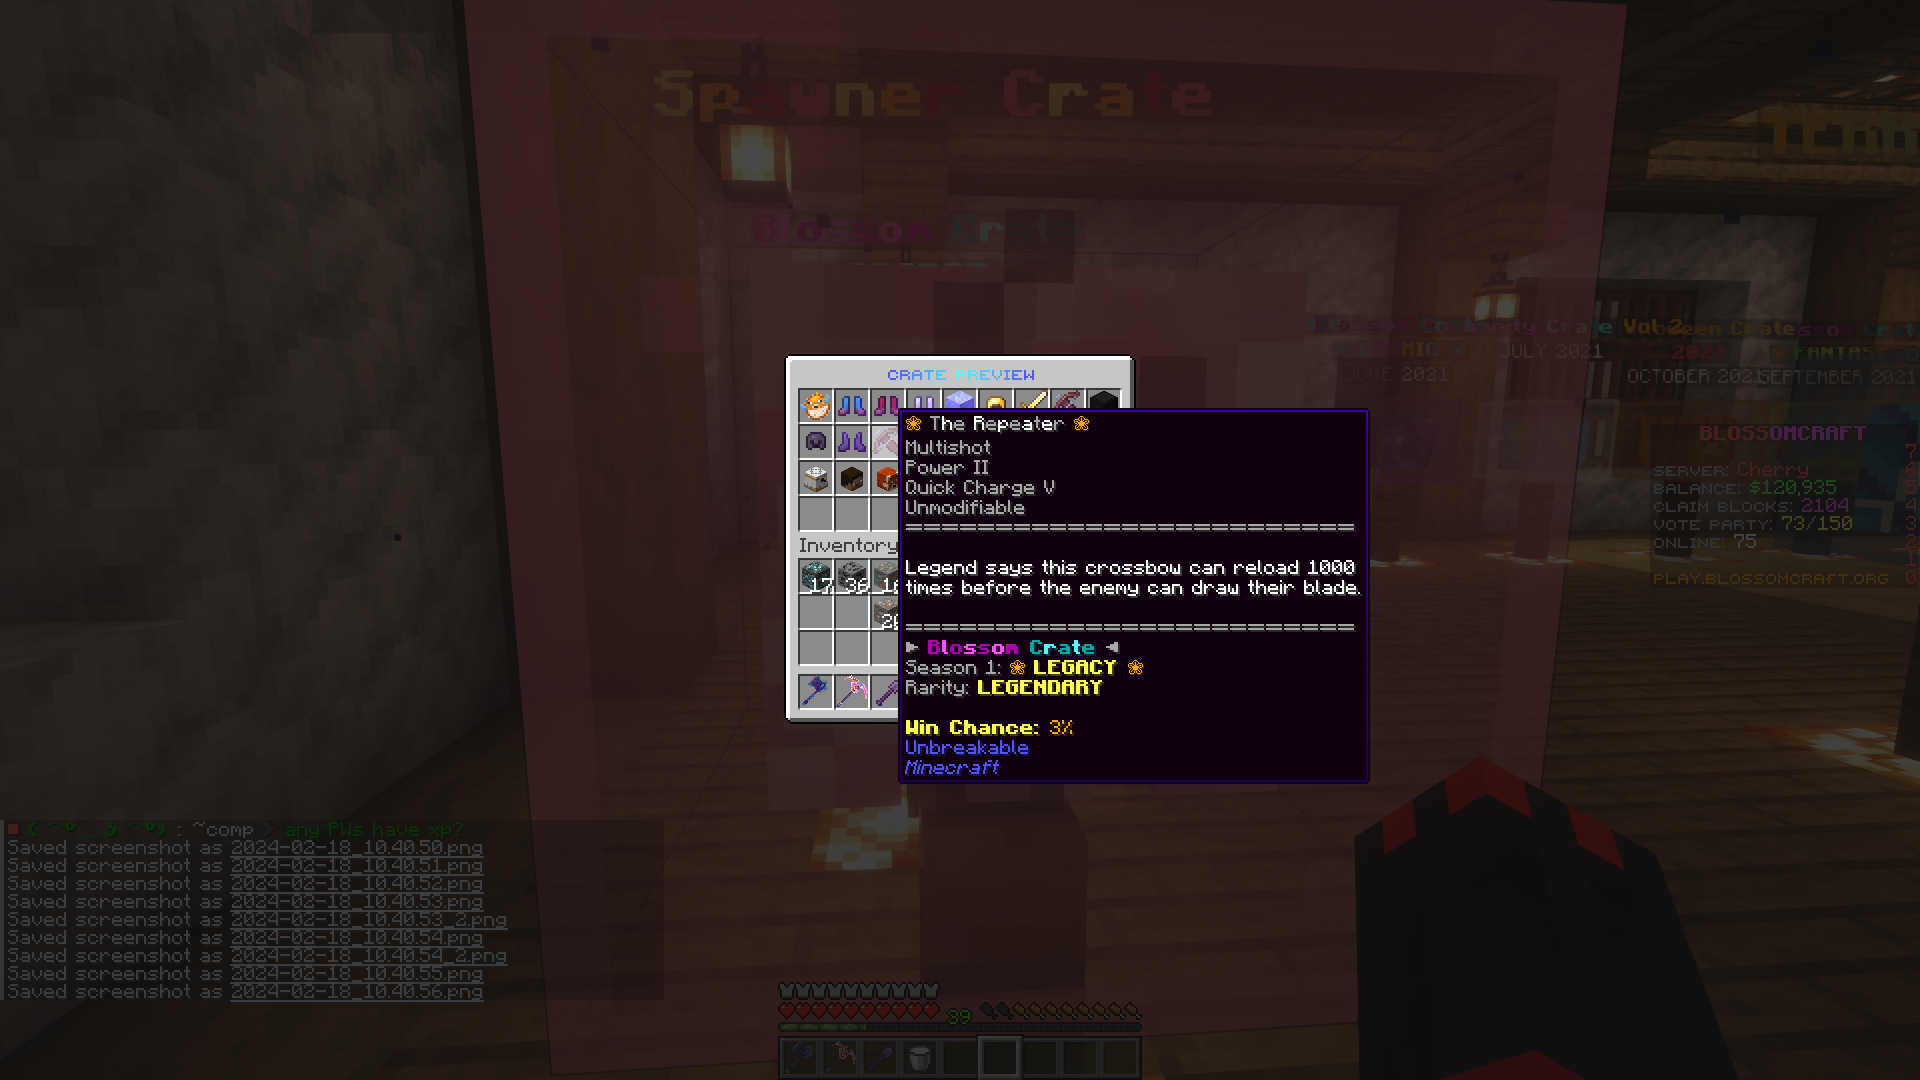 Spawner Crate
Blossom Crate
JUNE 2021
JULY 2021
OCTOBER 2021
SEPTEMBER 2021
CRATE PREVIEW
❀ The Repeater ❀
Multishot
Power II
Quick Charge V
Unmodifiable
Legend says this crossbow can reload 1000
times before the enemy can draw their blade.
► Blossom Crate ◄
Season 1: ❀ LEGACY ❀
Rarity: LEGENDARY
Win Chance: 3%
Unbreakable
Minecraft
Inventory
17
36
BLOSSOMCRAFT
SERVER: Cherry
BALANCE: $120,935
CLAIM BLOCKS: 2104
VOTE PARTY: 73/150
ONLINE: 75
PLAY.BLOSSOMCRAFT.ORG
: ~comp > any PWs have xp?
Saved screenshot as 2024-02-18_10.40.50.png
Saved screenshot as 2024-02-18_10.40.51.png
Saved screenshot as 2024-02-18_10.40.52.png
Saved screenshot as 2024-02-18_10.40.53.png
Saved screenshot as 2024-02-18_10.40.53_2.png
Saved screenshot as 2024-02-18_10.40.54.png
Saved screenshot as 2024-02-18_10.40.54_2.png
Saved screenshot as 2024-02-18_10.40.55.png
Saved screenshot as 2024-02-18_10.40.56.png
39